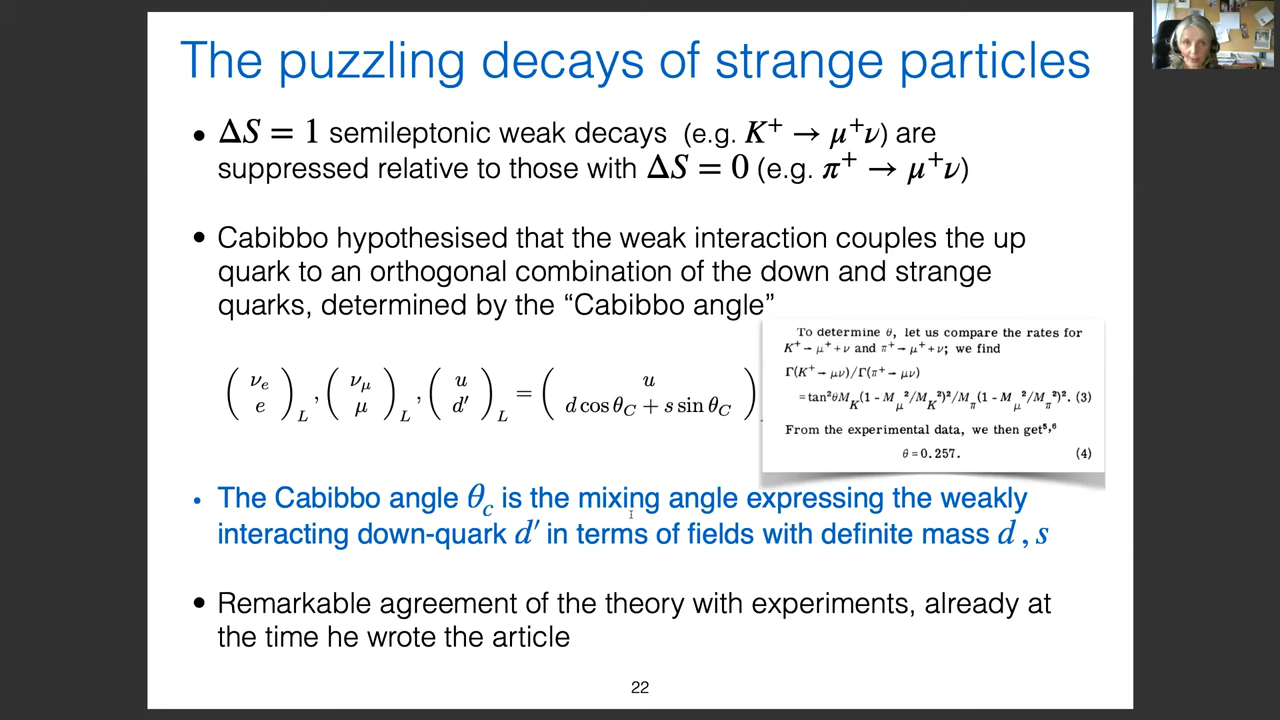 The puzzling decays of strange particles
• ΔS = 1 semileptonic weak decays (e.g. K⁺ → μ⁺ν) are
suppressed relative to those with ΔS = 0 (e.g. π⁺ → μ⁺ν)
• Cabibbo hypothesised that the weak interaction couples the up
quark to an orthogonal combination of the down and strange
quarks, determined by the “Cabibbo angle”
( νₑ e )_L , ( ν_μ μ )_L , ( u d′ )_L = ( u d cos θ_C + s sin θ_C )
To determine θ, let us compare the rates for
K⁺→ μ⁺ + ν and π⁺→ μ⁺ + ν; we find
Γ(K⁺→ μν)/Γ(π⁺→ μν)
= tan²θM_K(1 - M_μ²/M_K²)²/M_π(1 - M_μ²/M_π²)². (3)
From the experimental data, we then get⁵,⁶
θ = 0.257. (4)
• The Cabibbo angle θ_c is the mixing angle expressing the weakly
interacting down-quark d′ in terms of fields with definite mass d , s
• Remarkable agreement of the theory with experiments, already at
the time he wrote the article
22